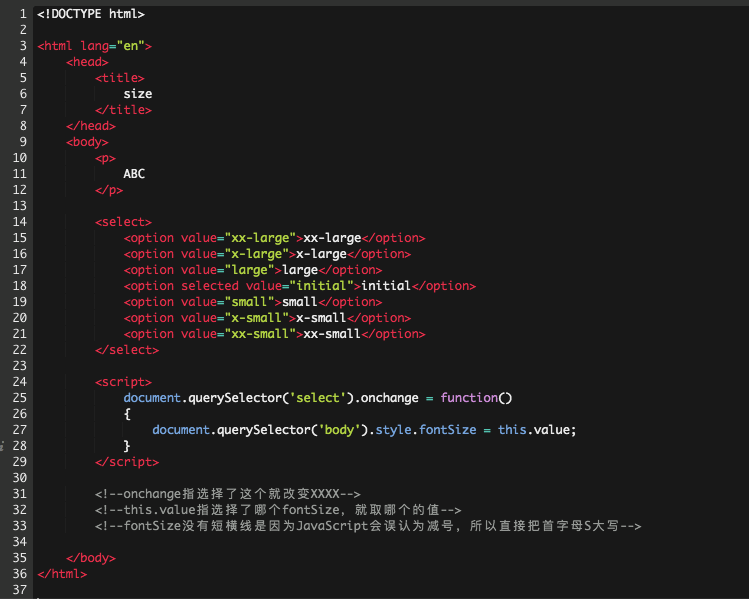 1 <!DOCTYPE html>
2
3 <html lang="en">
4     <head>
5         <title>
6             size
7         </title>
8     </head>
9     <body>
10         <p>
11             ABC
12         </p>
13
14         <select>
15             <option value="xx-large">xx-large</option>
16             <option value="x-large">x-large</option>
17             <option value="large">large</option>
18             <option selected value="initial">initial</option>
19             <option value="small">small</option>
20             <option value="x-small">x-small</option>
21             <option value="xx-small">xx-small</option>
22         </select>
23
24         <script>
25             document.querySelector('select').onchange = function()
26             {
27                 document.querySelector('body').style.fontSize = this.value;
28             }
29         </script>
30
31         <!--onchange指选择了这个就改变XXXX-->
32         <!--this.value指选择了哪个fontSize，就取哪个的值-->
33         <!--fontSize没有短横线是因为JavaScript会误认为减号，所以直接把首字母S大写-->
34
35     </body>
36 </html>
37